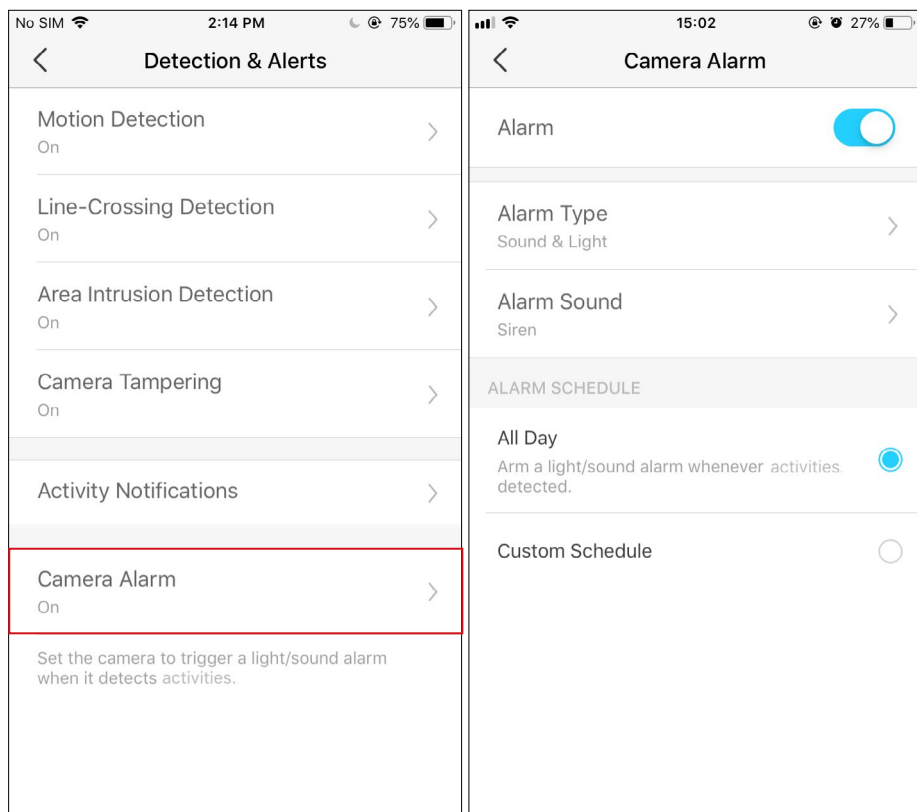 No SIM 2:14 PM 75%
Detection & Alerts
Motion Detection
On
Line-Crossing Detection
On
Area Intrusion Detection
On
Camera Tampering
On
Activity Notifications
Camera Alarm
On
Set the camera to trigger a light/sound alarm
when it detects activities.
15:02 27%
Camera Alarm
Alarm
Alarm Type
Sound & Light
Alarm Sound
Siren
ALARM SCHEDULE
All Day
Arm a light/sound alarm whenever activities
detected.
Custom Schedule